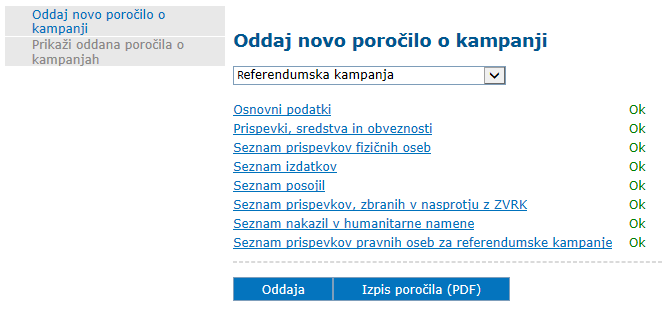 Oddaj novo poročilo o
kampanji
Prikaži oddana poročila o
kampanjah
Oddaj novo poročilo o kampanji
Referendumska kampanja
Osnovni podatki Ok
Prispevki, sredstva in obveznosti Ok
Seznam prispevkov fizičnih oseb Ok
Seznam izdatkov Ok
Seznam posojil Ok
Seznam prispevkov, zbranih v nasprotju z ZVRK Ok
Seznam nakazil v humanitarne namene Ok
Seznam prispevkov pravnih oseb za referendumske kampanje Ok
Oddaja Izpis poročila (PDF)